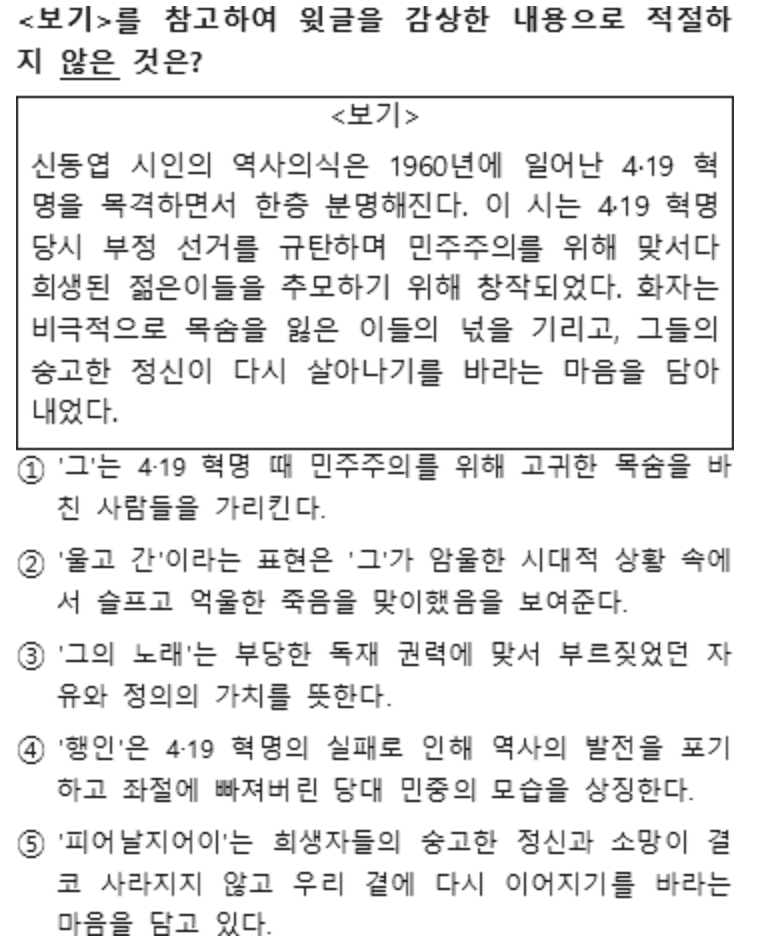 <보기>를 참고하여 윗글을 감상한 내용으로 적절하
지 않은 것은?
<보기>
신동엽 시인의 역사의식은 1960년에 일어난 4·19 혁
명을 목격하면서 한층 분명해진다. 이 시는 4·19 혁명
당시 부정 선거를 규탄하며 민주주의를 위해 맞서다
희생된 젊은이들을 추모하기 위해 창작되었다. 화자는
비극적으로 목숨을 잃은 이들의 넋을 기리고, 그들의
숭고한 정신이 다시 살아나기를 바라는 마음을 담아
내었다.
① '그'는 4·19 혁명 때 민주주의를 위해 고귀한 목숨을 바
친 사람들을 가리킨다.
② '울고 간'이라는 표현은 '그'가 암울한 시대적 상황 속에
서 슬프고 억울한 죽음을 맞이했음을 보여준다.
③ '그의 노래'는 부당한 독재 권력에 맞서 부르짖었던 자
유와 정의의 가치를 뜻한다.
④ '행인'은 4·19 혁명의 실패로 인해 역사의 발전을 포기
하고 좌절에 빠져버린 당대 민중의 모습을 상징한다.
⑤ '피어날지어이'는 희생자들의 숭고한 정신과 소망이 결
코 사라지지 않고 우리 곁에 다시 이어지기를 바라는
마음을 담고 있다.